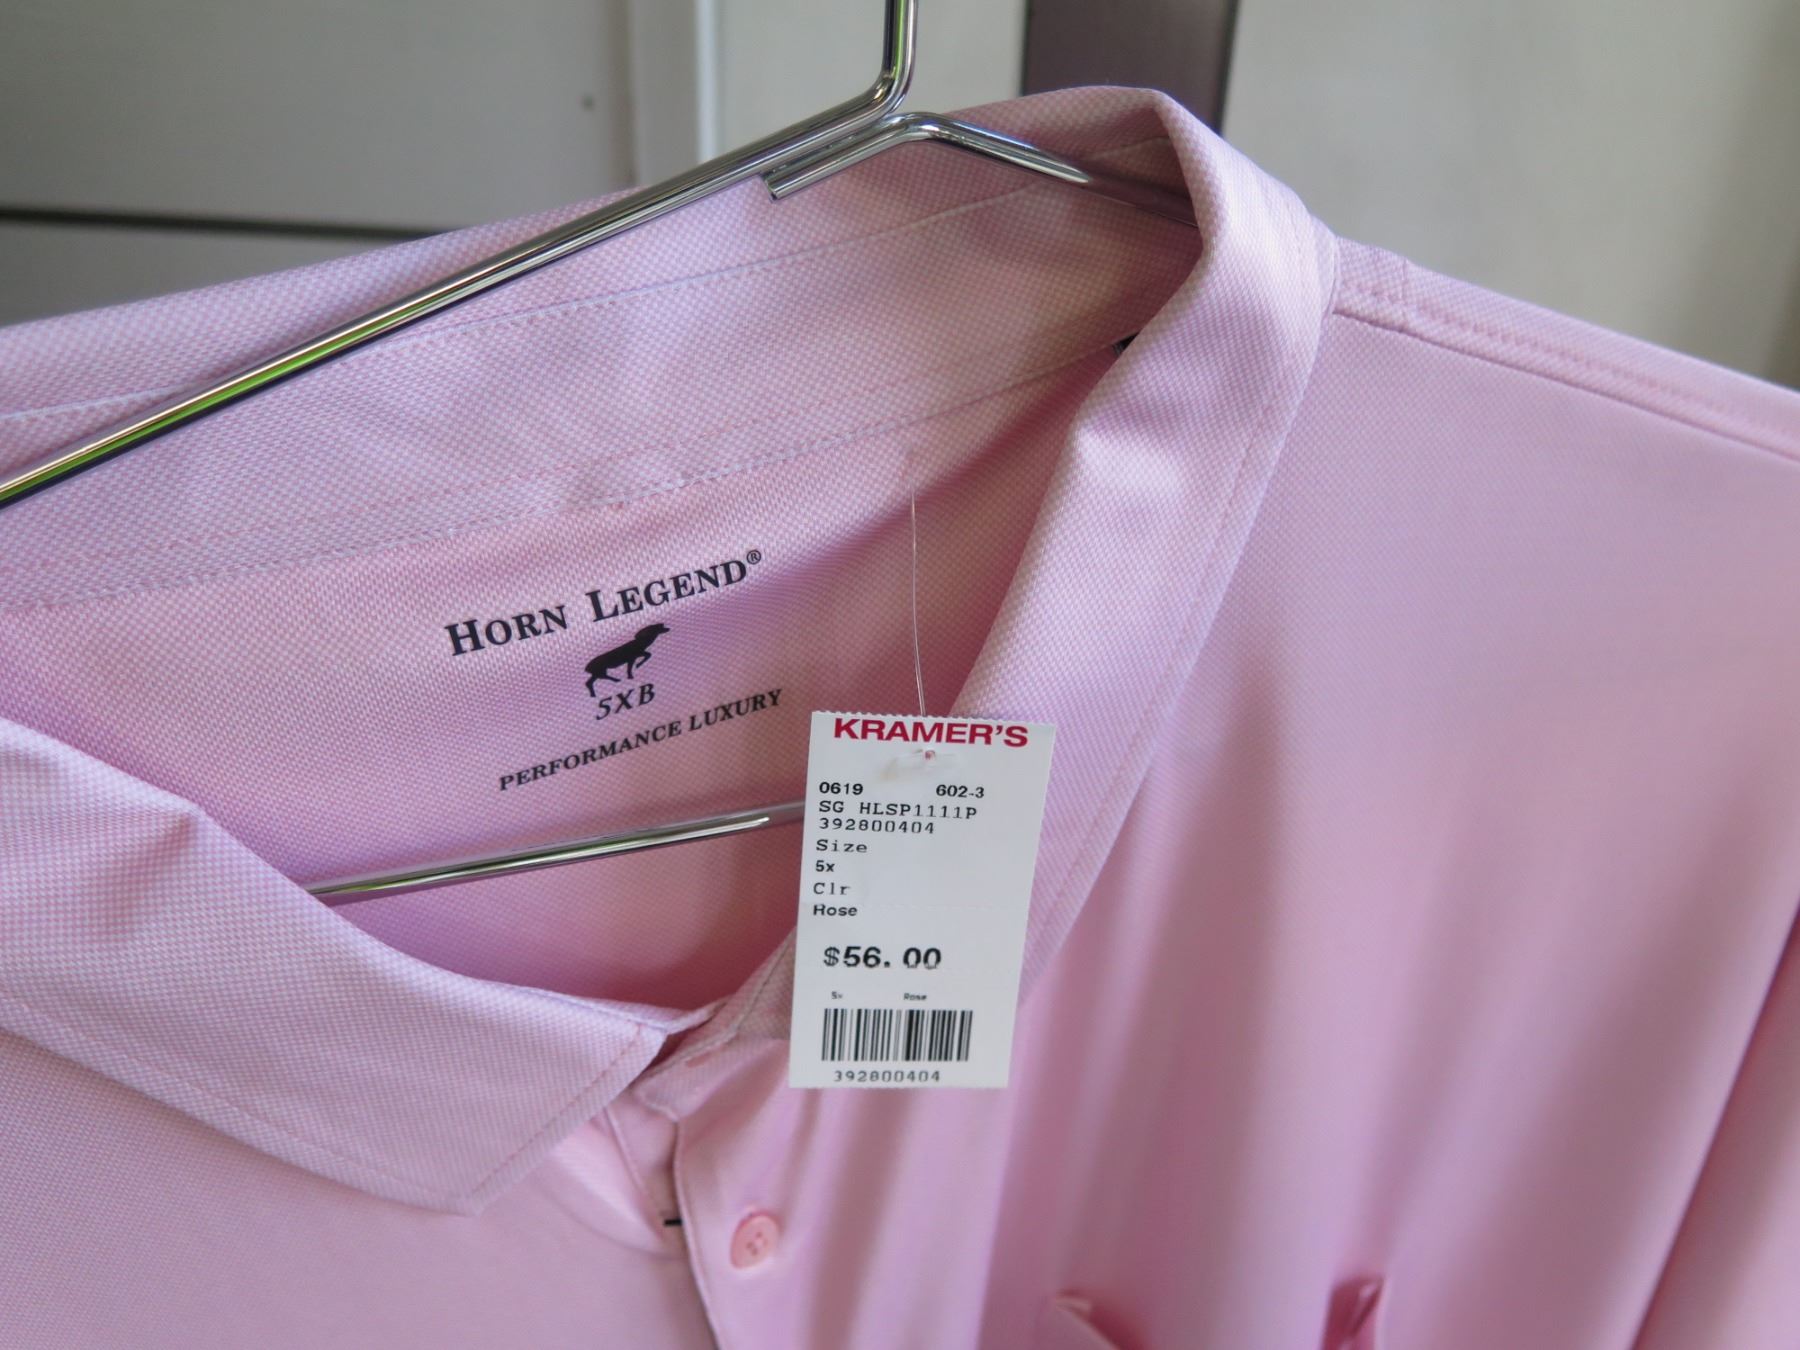 HORN LEGEND®
5XB
PERFORMANCE LUXURY
KRAMER'S
0619 602-3
SG HLSP1111P
392800404
Size
5x
Clr
Rose
$56.00
5x Rose
392800404